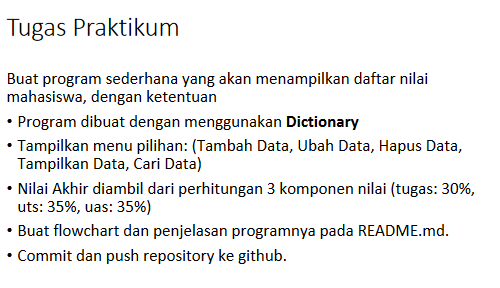 Tugas Praktikum
Buat program sederhana yang akan menampilkan daftar nilai
mahasiswa, dengan ketentuan
• Program dibuat dengan menggunakan Dictionary
• Tampilkan menu pilihan: (Tambah Data, Ubah Data, Hapus Data,
Tampilkan Data, Cari Data)
• Nilai Akhir diambil dari perhitungan 3 komponen nilai (tugas: 30%,
uts: 35%, uas: 35%)
• Buat flowchart dan penjelasan programnya pada README.md.
• Commit dan push repository ke github.